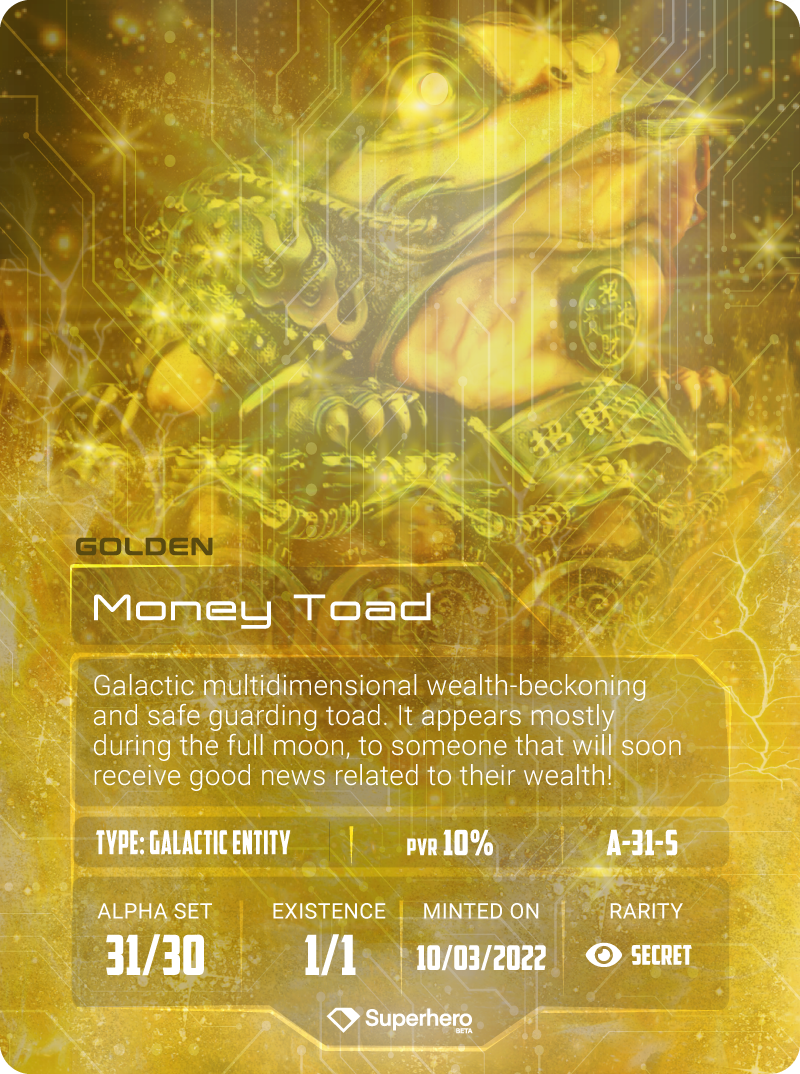 招財
GOLDEN
Money Toad
Galactic multidimensional wealth-beckoning
and safe guarding toad. It appears mostly
during the full moon, to someone that will soon
receive good news related to their wealth!
TYPE: GALACTIC ENTITY
PVR 10%
A-31-S
ALPHA SET
EXISTENCE
MINTED ON
RARITY
31/30
1/1
10/03/2022
SECRET
Superhero
BETA